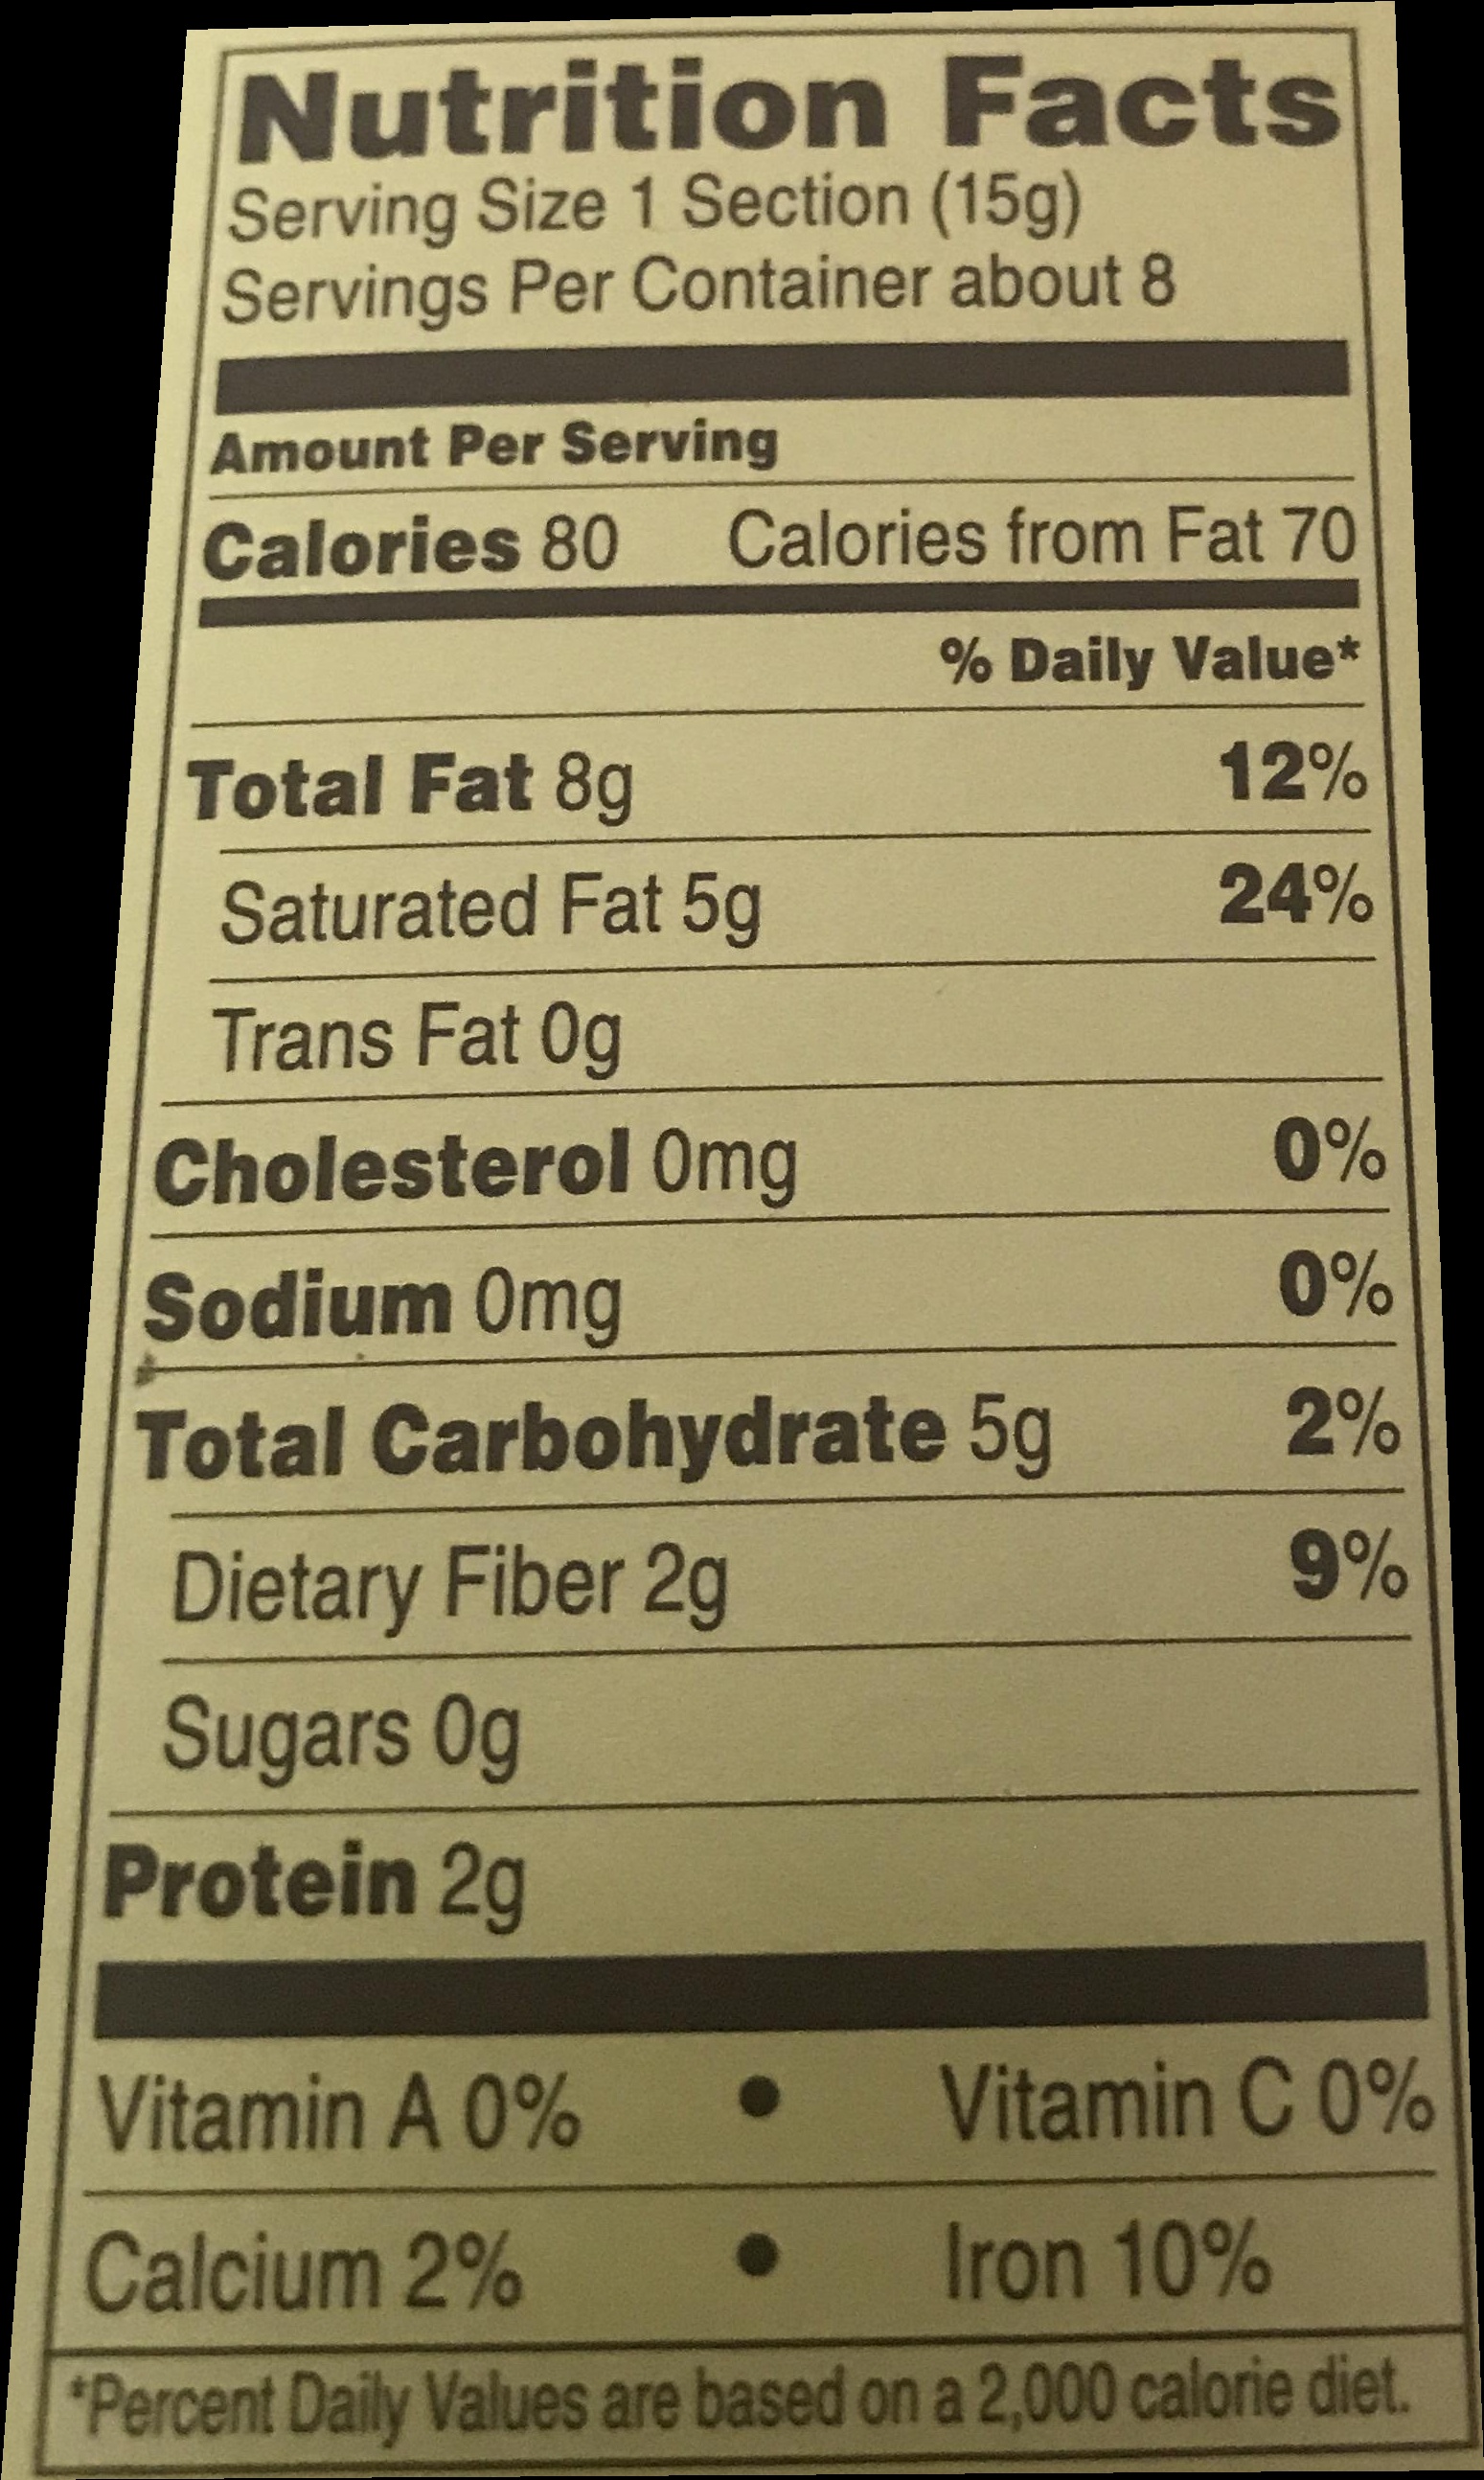 Nutrition Facts
Serving Size 1 Section (15g)
Servings Per Container about 8
Amount Per Serving
Calories 80 Calories from Fat 70
% Daily Value*
Total Fat 8g 12%
Saturated Fat 5g 24%
Trans Fat 0g
Cholesterol 0mg 0%
Sodium 0mg 0%
Total Carbohydrate 5g 2%
Dietary Fiber 2g 9%
Sugars 0g
Protein 2g
Vitamin A 0% • Vitamin C 0%
Calcium 2% • Iron 10%
*Percent Daily Values are based on a 2,000 calorie diet.